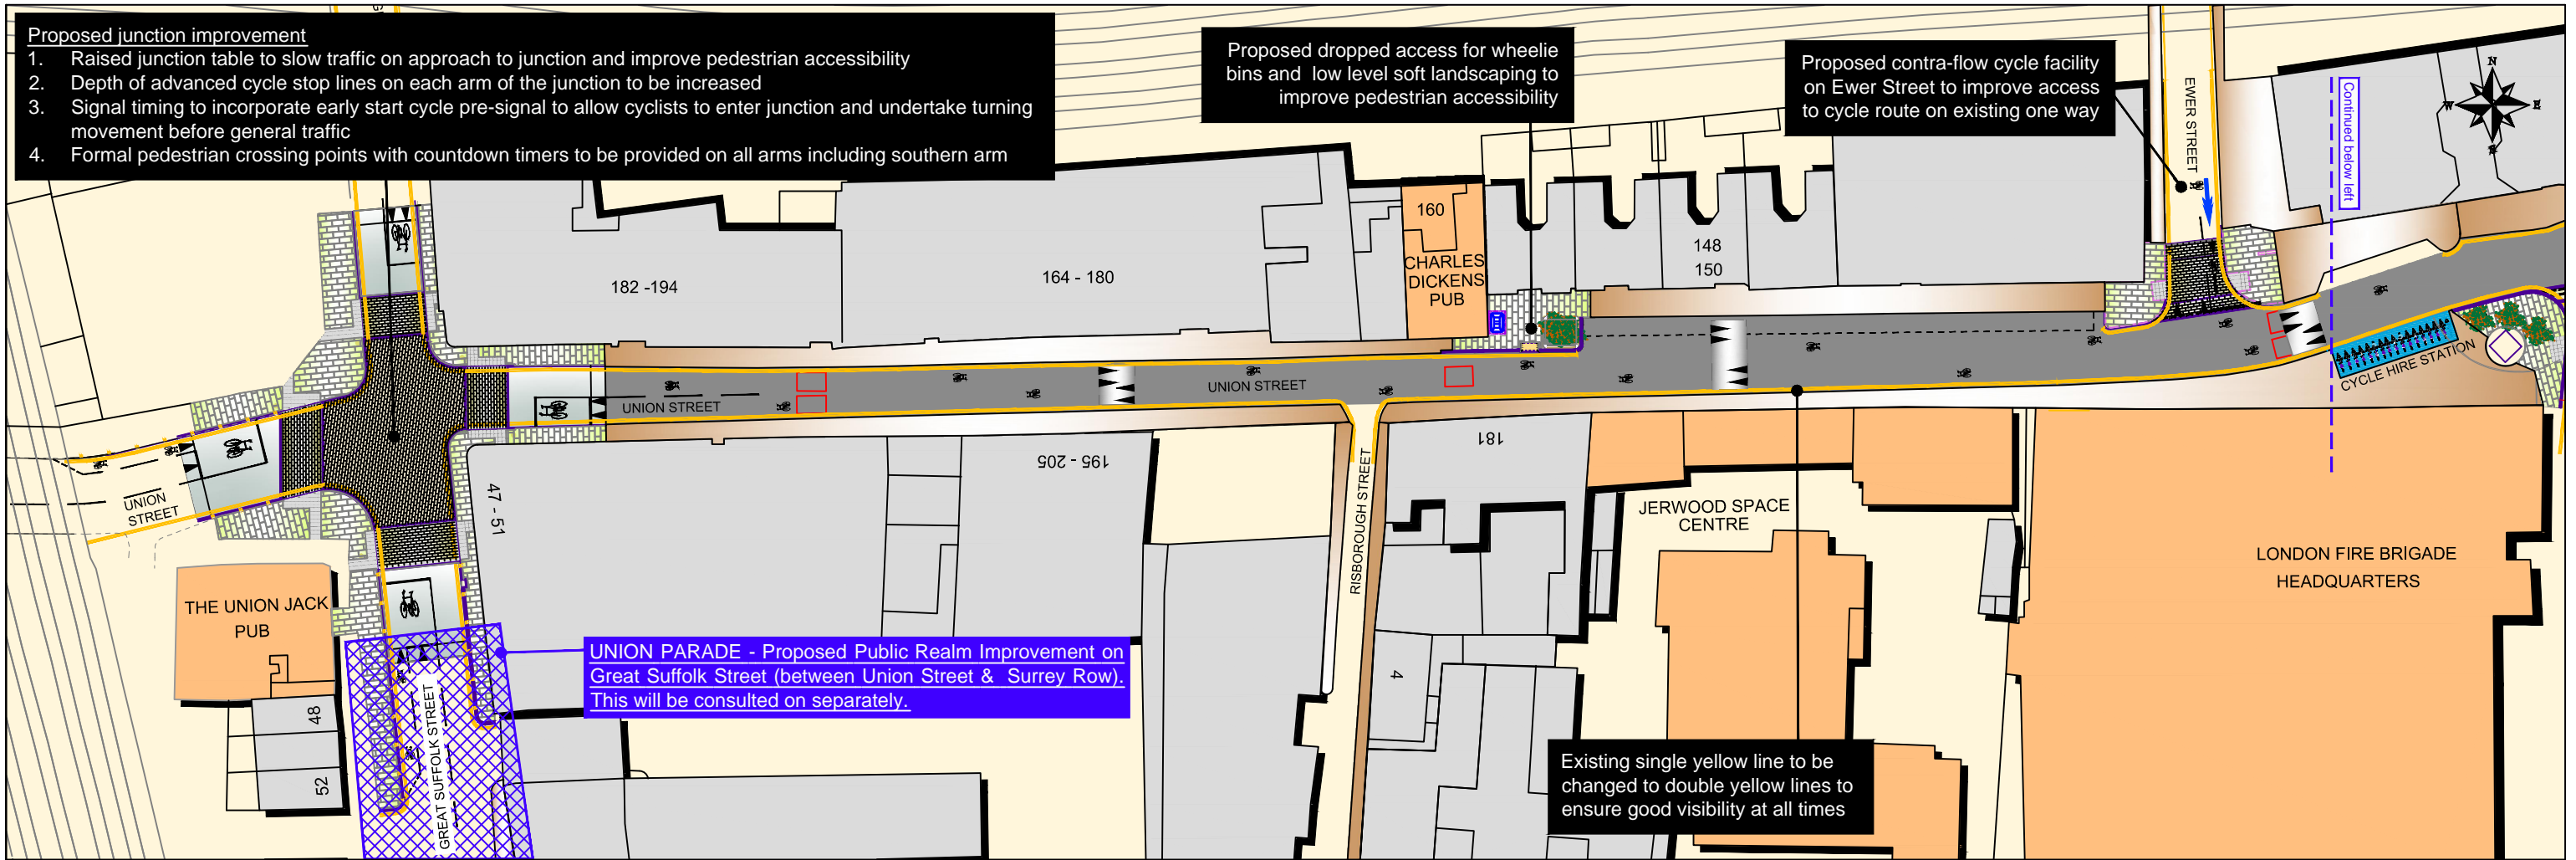 Proposed junction improvement
1. Raised junction table to slow traffic on approach to junction and improve pedestrian accessibility
2. Depth of advanced cycle stop lines on each arm of the junction to be increased
3. Signal timing to incorporate early start cycle pre-signal to allow cyclists to enter junction and undertake turning
movement before general traffic
4. Formal pedestrian crossing points with countdown timers to be provided on all arms including southern arm
Proposed dropped access for wheelie
bins and low level soft landscaping to
improve pedestrian accessibility
Proposed contra-flow cycle facility
on Ewer Street to improve access
to cycle route on existing one way
EWER STREET
Continued below left
N
W
E
S
182 -194
164 - 180
160
CHARLES
DICKENS
PUB
148
150
UNION STREET
UNION STREET
CYCLE HIRE STATION
UNION
STREET
47 - 51
195 - 205
RISBOROUGH STREET
181
JERWOOD SPACE
CENTRE
LONDON FIRE BRIGADE
HEADQUARTERS
THE UNION JACK
PUB
48
52
GREAT SUFFOLK STREET
UNION PARADE - Proposed Public Realm Improvement on
Great Suffolk Street (between Union Street & Surrey Row).
This will be consulted on separately.
4
Existing single yellow line to be
changed to double yellow lines to
ensure good visibility at all times